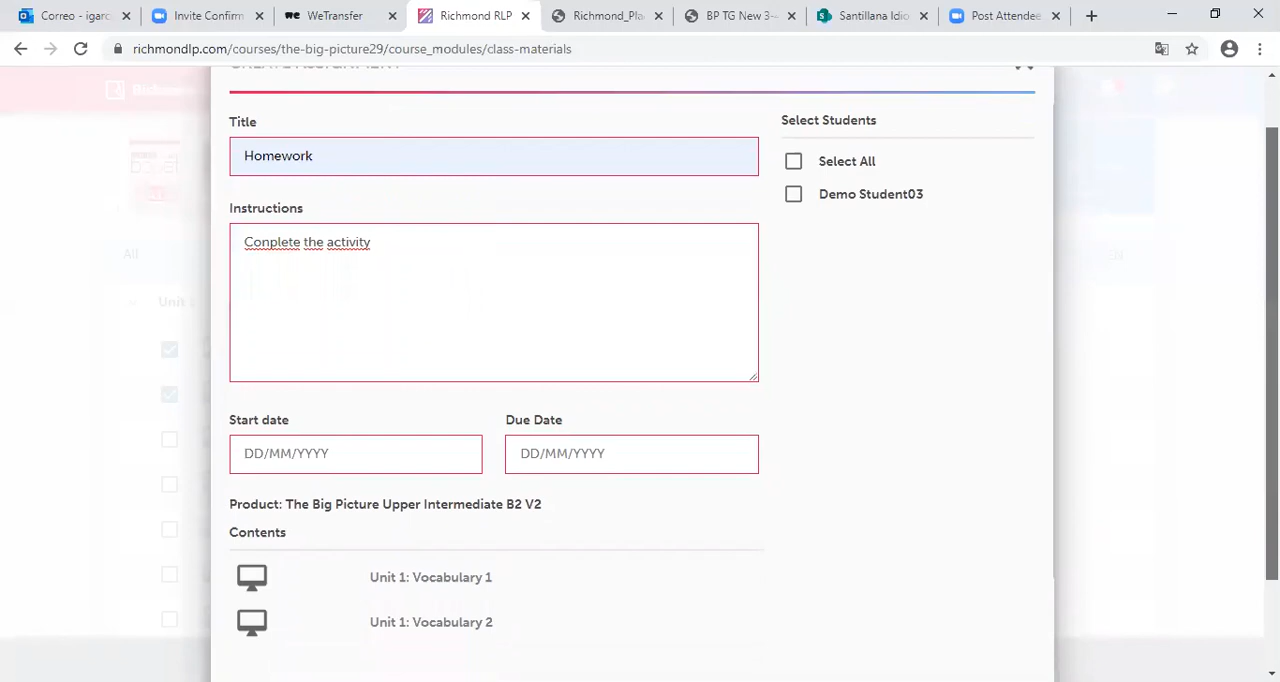 Correo - igarc
Invite Confirm
WeTransfer
Richmond RLP
Richmond_Pla
BP TG New 3-
Santillana Idio
Post Attendee
richmondlp.com/courses/the-big-picture29/course_modules/class-materials
Title
Select Students
Homework
Select All
Demo Student03
Instructions
Conplete the activity
All
EN
Unit
Start date
Due Date
DD/MM/YYYY
DD/MM/YYYY
Product: The Big Picture Upper Intermediate B2 V2
Contents
Unit 1: Vocabulary 1
Unit 1: Vocabulary 2